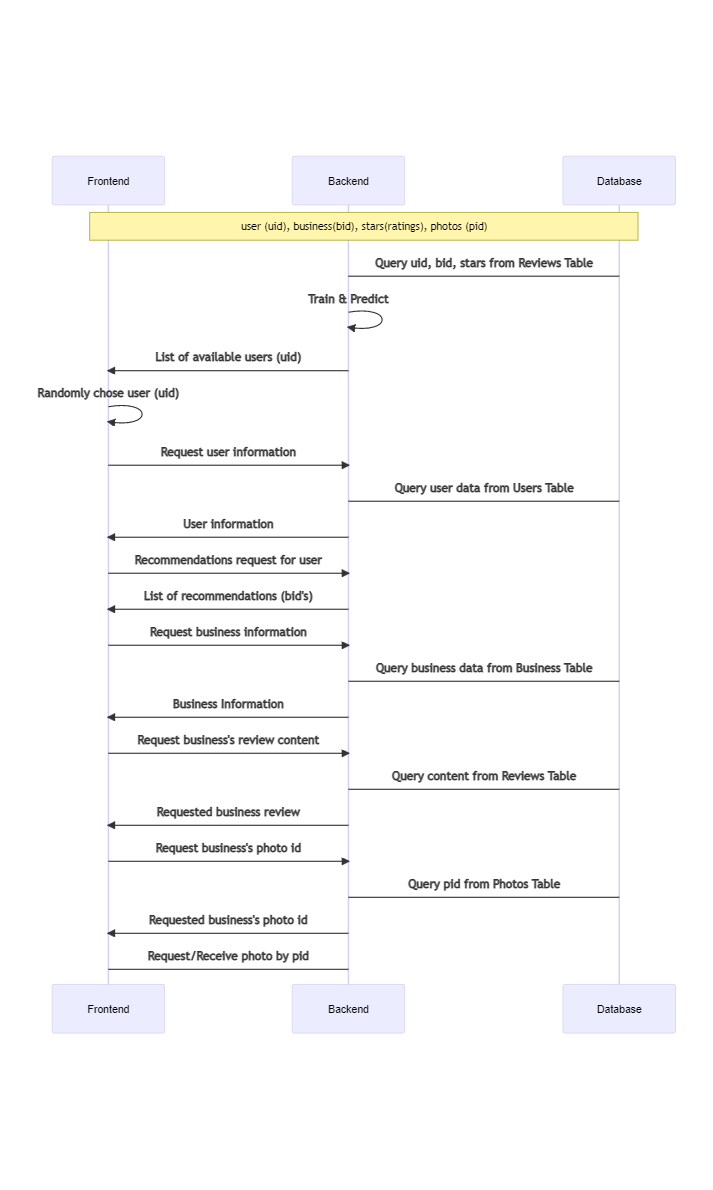 Frontend
Backend
Database
user (uid), business(bid), stars(ratings), photos (pid)
Query uid, bid, stars from Reviews Table
Train & Predict
List of available users (uid)
Randomly chose user (uid)
Request user information
Query user data from Users Table
User information
Recommendations request for user
List of recommendations (bid's)
Request business information
Query business data from Business Table
Business Information
Request business's review content
Query content from Reviews Table
Requested business review
Request business's photo id
Query pid from Photos Table
Requested business's photo id
Request/Receive photo by pid
Frontend
Backend
Database